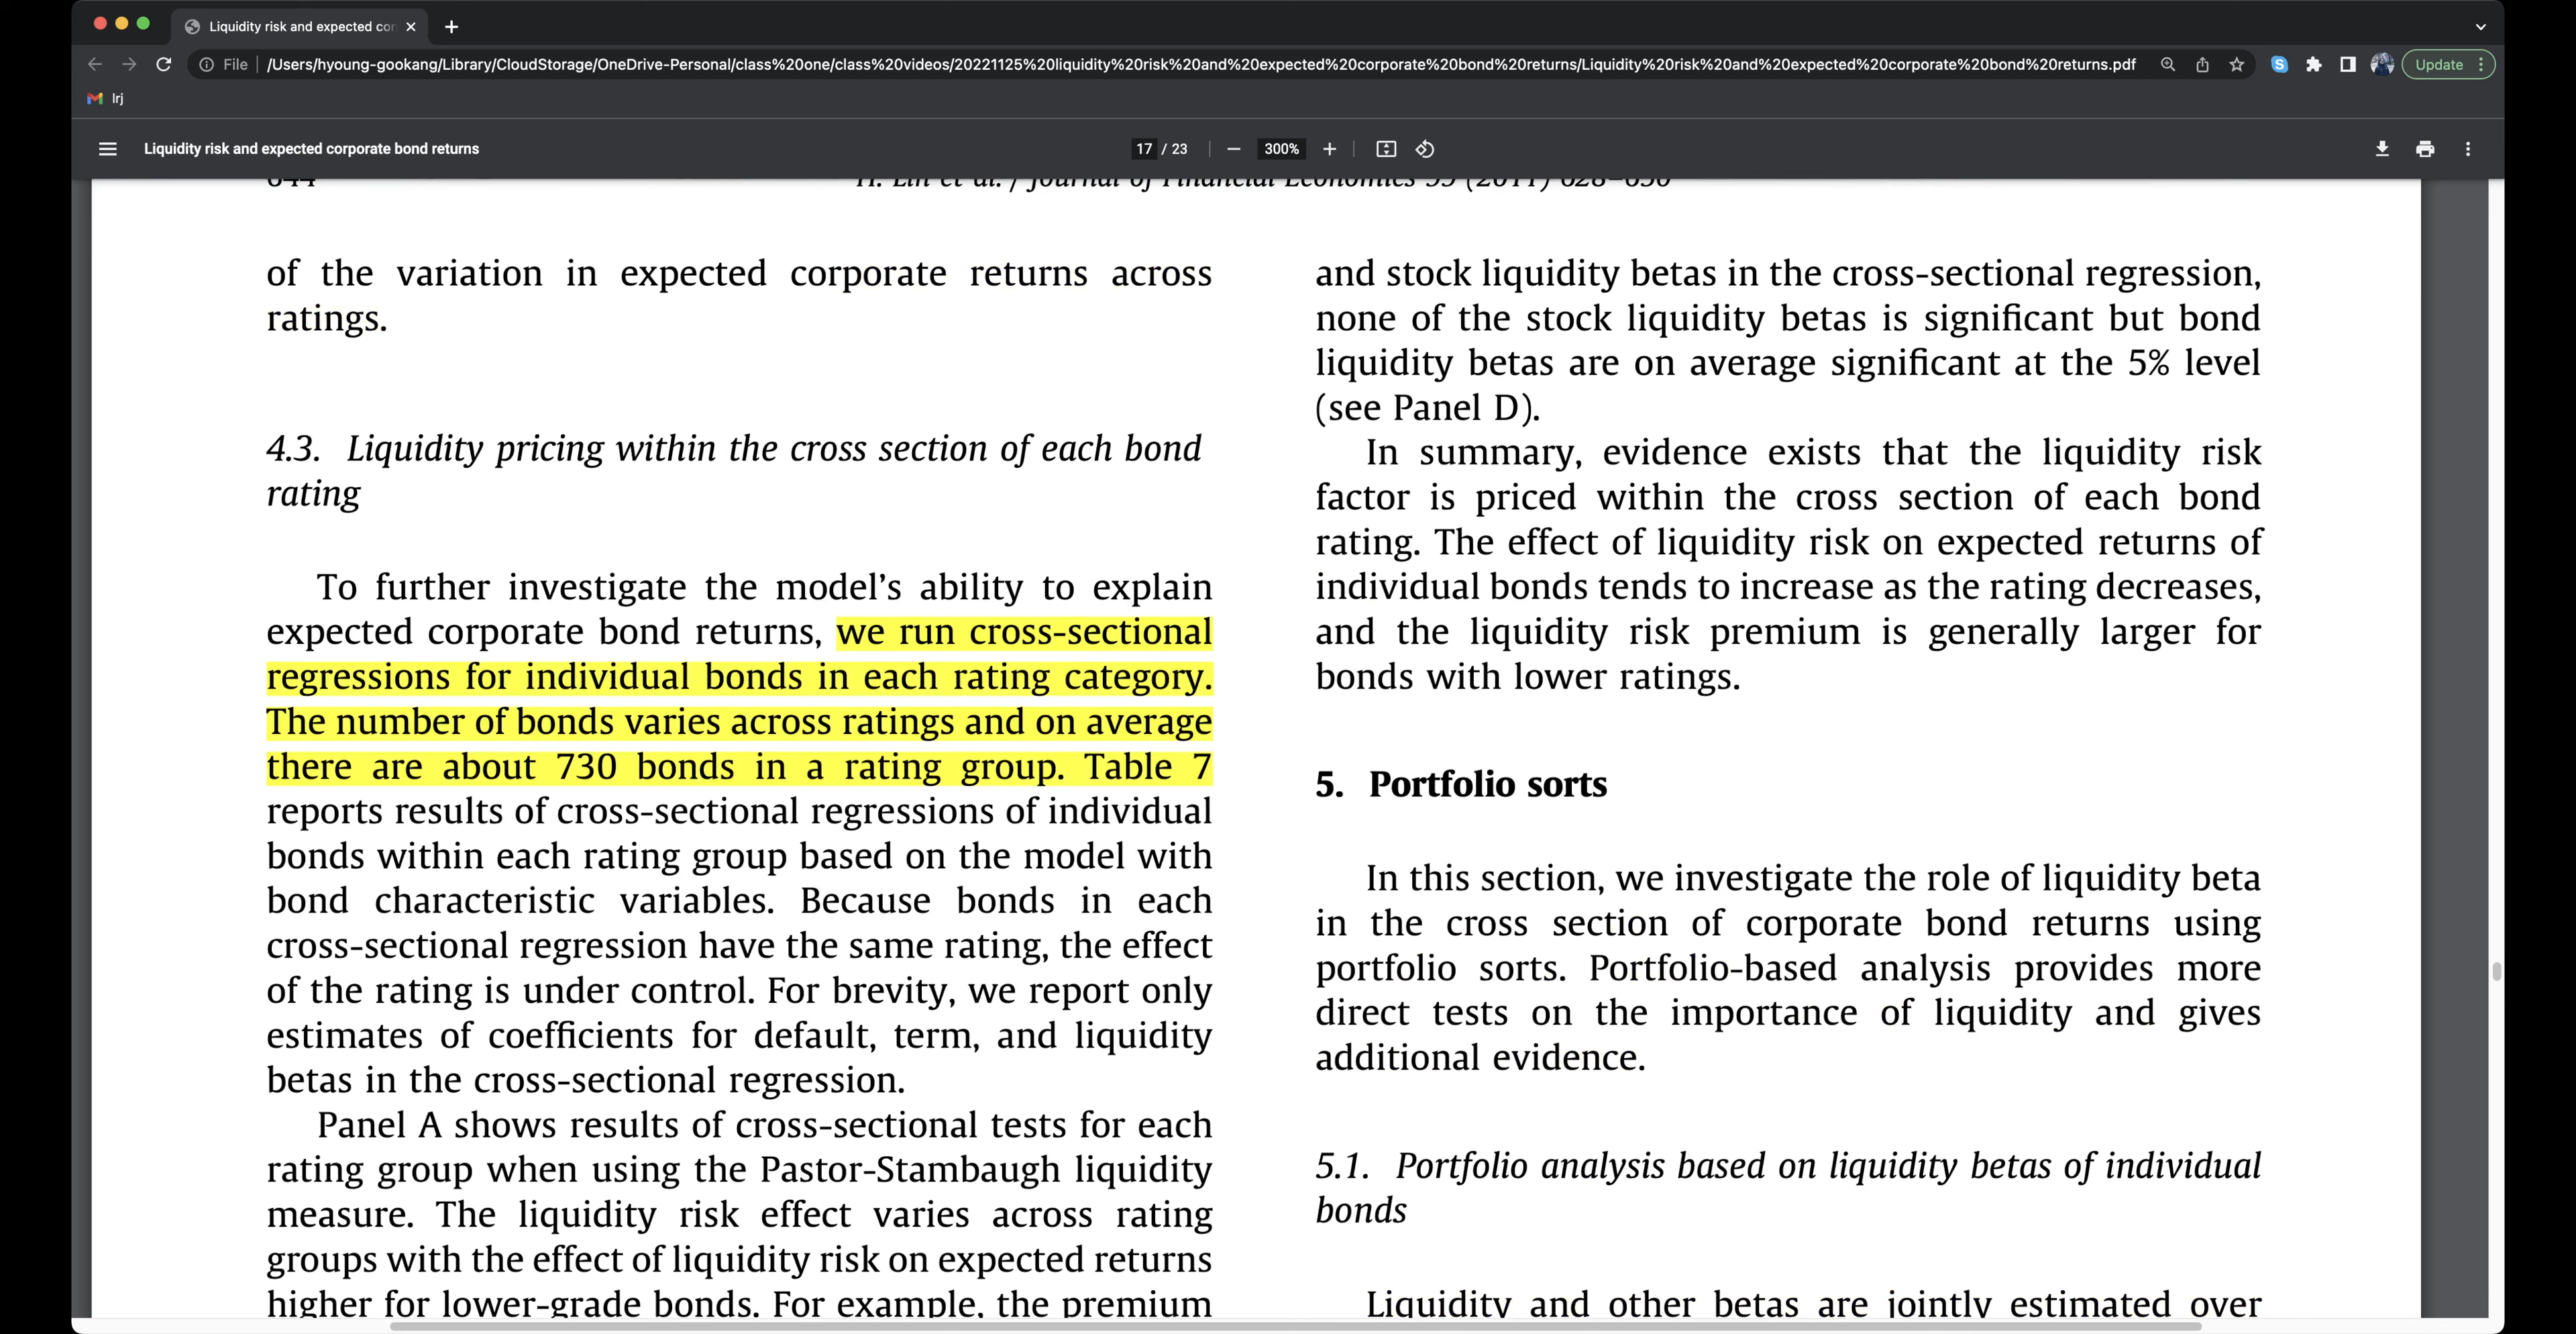 Liquidity risk and expected cor
File
/Users/hyoung-gookang/Library/CloudStorage/OneDrive-Personal/class%20one/class%20videos/20221125%20liquidity%20risk%20and%20expected%20corporate%20bond%20returns/Liquidity%20risk%20and%20expected%20corporate%20bond%20returns.pdf
Update
lrj
Liquidity risk and expected corporate bond returns
17 / 23
300%
644
H. Lin et al. / Journal of Financial Economics 99 (2011) 628–650
of the variation in expected corporate returns across
ratings.
4.3. Liquidity pricing within the cross section of each bond
rating
To further investigate the model's ability to explain
expected corporate bond returns, we run cross-sectional
regressions for individual bonds in each rating category.
The number of bonds varies across ratings and on average
there are about 730 bonds in a rating group. Table 7
reports results of cross-sectional regressions of individual
bonds within each rating group based on the model with
bond characteristic variables. Because bonds in each
cross-sectional regression have the same rating, the effect
of the rating is under control. For brevity, we report only
estimates of coefficients for default, term, and liquidity
betas in the cross-sectional regression.
Panel A shows results of cross-sectional tests for each
rating group when using the Pastor-Stambaugh liquidity
measure. The liquidity risk effect varies across rating
groups with the effect of liquidity risk on expected returns
higher for lower-grade bonds. For example, the premium
and stock liquidity betas in the cross-sectional regression,
none of the stock liquidity betas is significant but bond
liquidity betas are on average significant at the 5% level
(see Panel D).
In summary, evidence exists that the liquidity risk
factor is priced within the cross section of each bond
rating. The effect of liquidity risk on expected returns of
individual bonds tends to increase as the rating decreases,
and the liquidity risk premium is generally larger for
bonds with lower ratings.
5. Portfolio sorts
In this section, we investigate the role of liquidity beta
in the cross section of corporate bond returns using
portfolio sorts. Portfolio-based analysis provides more
direct tests on the importance of liquidity and gives
additional evidence.
5.1. Portfolio analysis based on liquidity betas of individual
bonds
Liquidity and other betas are jointly estimated over